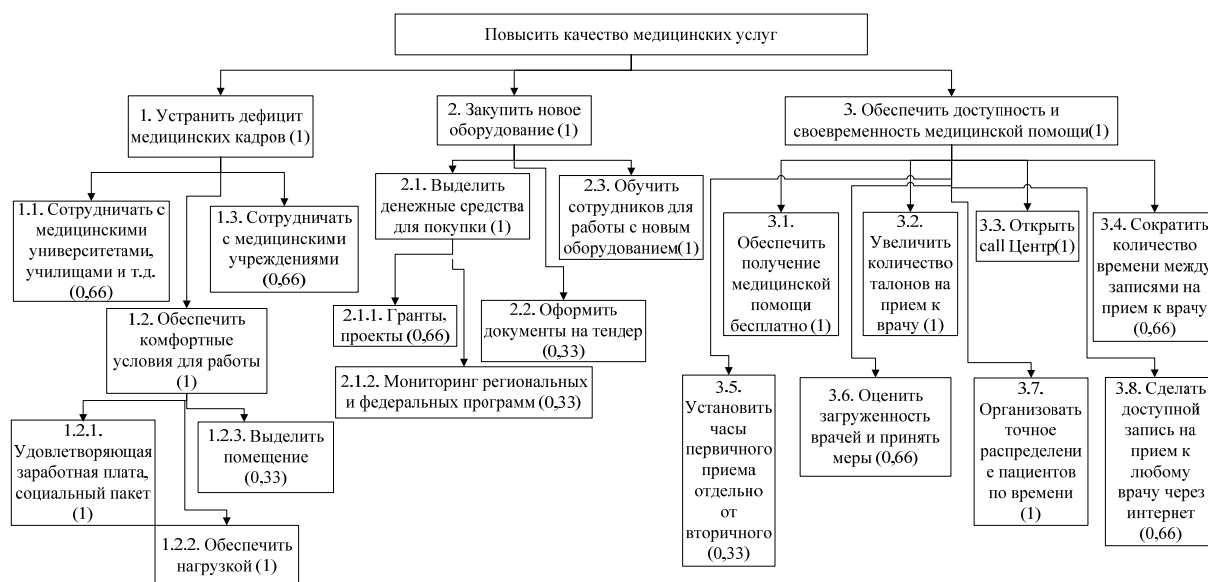 Повысить качество медицинских услуг
1. Устранить дефицит
медицинских кадров (1)
2. Закупить новое
оборудование (1)
3. Обеспечить доступность и
своевременность медицинской помощи(1)
1.1. Сотрудничать с
медицинскими
университетами,
училищами и т.д.
(0,66)
1.3. Сотрудничать
с медицинскими
учреждениями
(0,66)
2.1. Выделить
денежные средства
для покупки (1)
2.3. Обучить
сотрудников для
работы с новым
оборудованием(1)
3.1.
Обеспечить
получение
медицинской
помощи
бесплатно (1)
3.2.
Увеличить
количество
талонов на
прием к
врачу (1)
3.3. Открыть
call Центр(1)
3.4. Сократить
количество
времени между
записями на
прием к врачу
(0,66)
1.2. Обеспечить
комфортные
условия для работы
(1)
2.1.1. Гранты,
проекты (0,66)
2.2. Оформить
документы на тендер
(0,33)
2.1.2. Мониторинг региональных
и федеральных программ (0,33)
1.2.1.
Удовлетворяющая
заработная плата,
социальный пакет
(1)
1.2.3. Выделить
помещение
(0,33)
1.2.2. Обеспечить
нагрузкой (1)
3.5.
Установить
часы
первичного
приема
отдельно
от
вторичного
(0,33)
3.6. Оценить
загруженность
врачей и принять
меры (0,66)
3.7.
Организовать
точное
распределени
е пациентов
по времени
(1)
3.8. Сделать
доступной
запись на
прием к
любому
врачу через
интернет
(0,66)